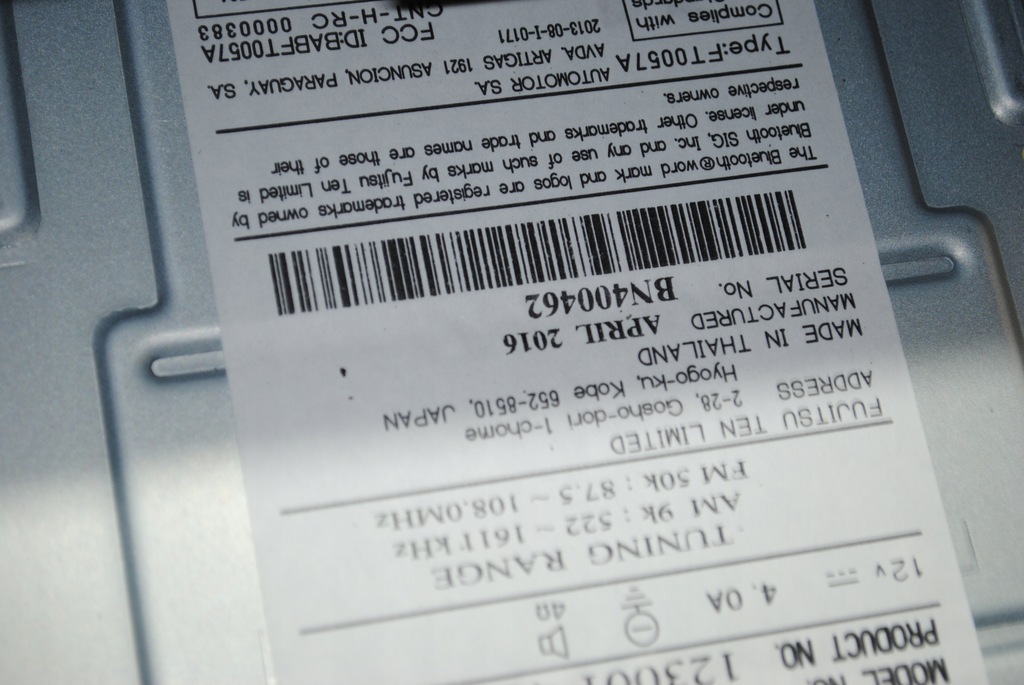 MODEL NO.
PRODUCT NO.
12V 4.0A 4Ω
TUNING RANGE
AM 9k : 522 ~ 1611 kHz
FM 50k : 87.5 ~ 108.0MHz
FUJITSU TEN LIMITED
ADDRESS 2-28, Gosho-dori 1-chome
Hyogo-ku, Kobe 652-8510, JAPAN
MADE IN THAILAND
MANUFACTURED APRIL 2016
SERIAL No. BN400462
The Bluetooth®word mark and logos are registered trademarks owned by
Bluetooth SIG, Inc. and any use of such marks by Fujitsu Ten Limited is
under license. Other trademarks and trade names are those of their
respective owners.
AUTOMOTOR SA.
Type:FT0057A AVDA. ARTIGAS 1921 ASUNCION, PARAGUAY, SA
2013-08-I-0171
Complies with
FCC ID:BABFT0057A
CNT-H-RC 0000383